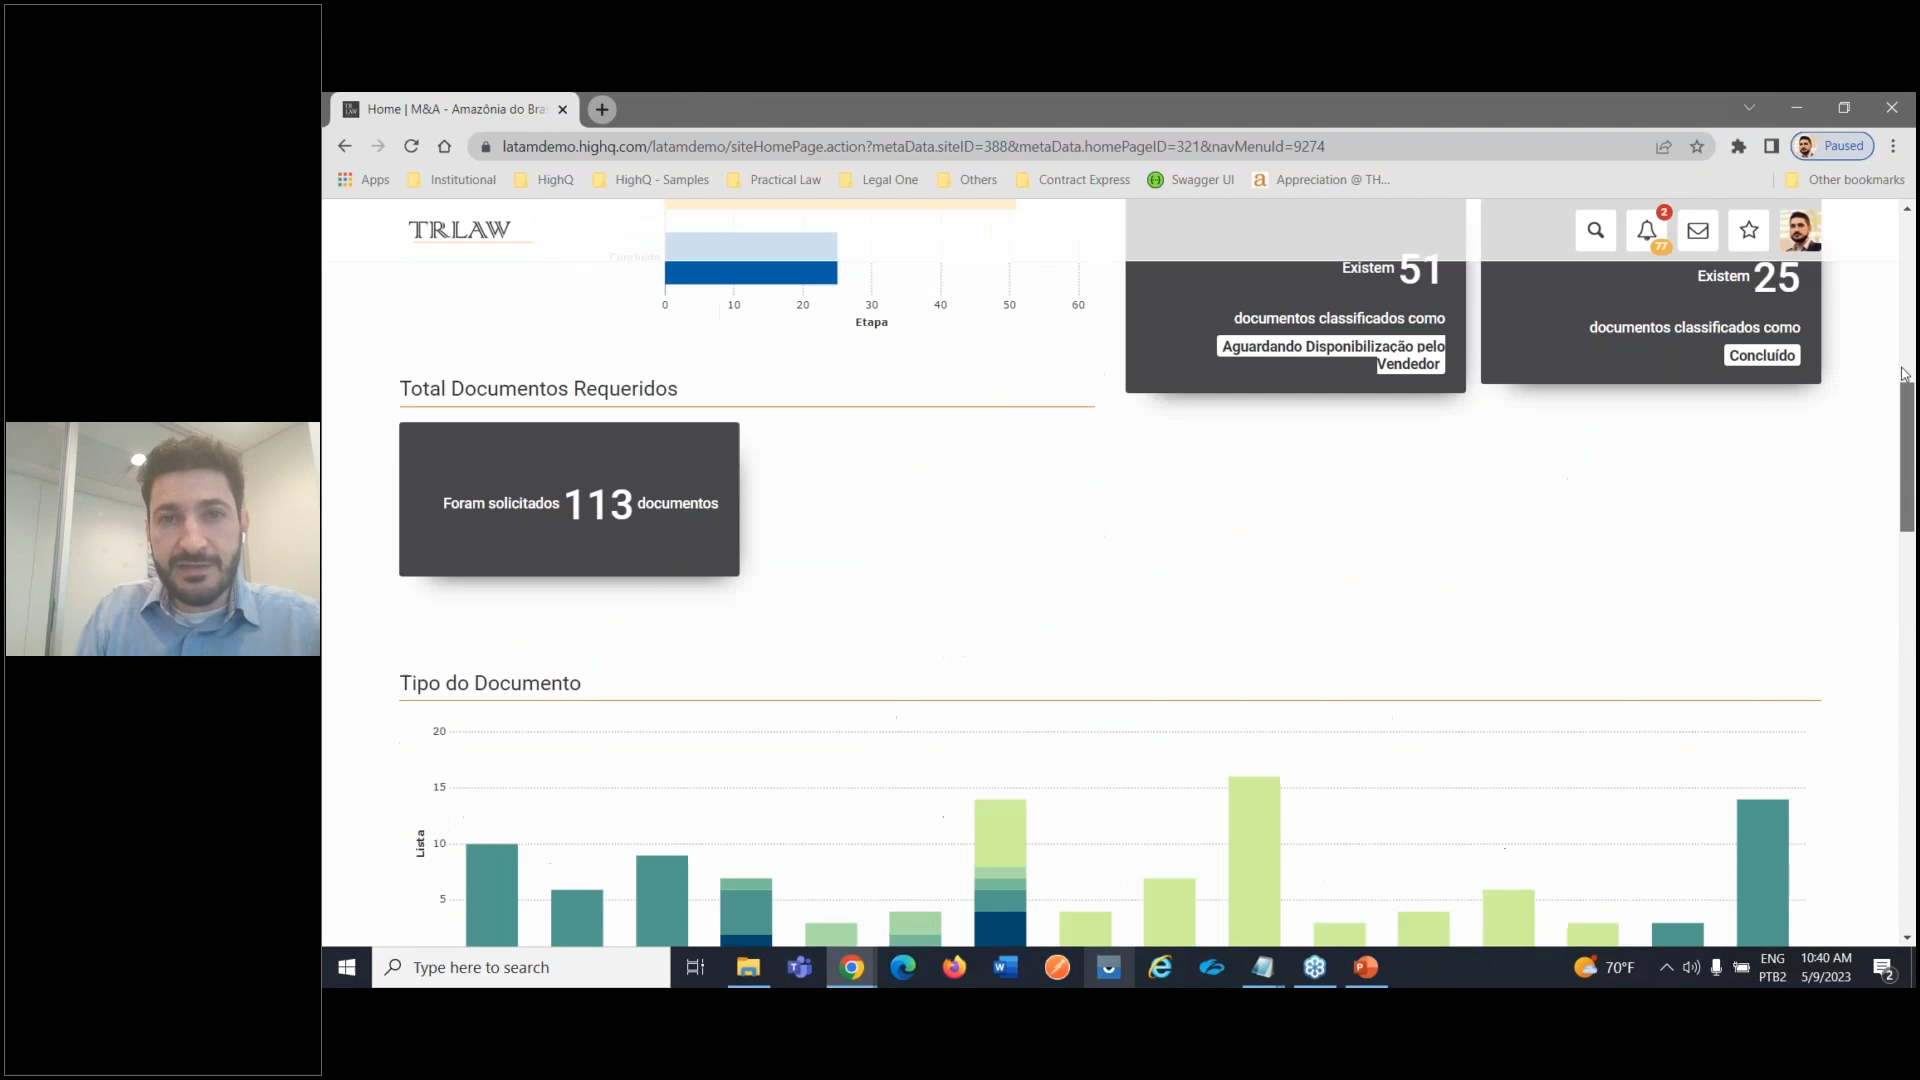 Home | M&A - Amazônia do Bras
latamdemo.highq.com/latamdemo/siteHomePage.action?metaData.siteID=388&metaData.homePageID=321&navMenuId=9274
Paused
Apps
Institutional
HighQ
HighQ - Samples
Practical Law
Legal One
Others
Contract Express
Swagger UI
Appreciation @ TH...
Other bookmarks
TRLAW
2
77
Concluído
0 10 20 30 40 50 60
Etapa
Existem 51
documentos classificados como
Aguardando Disponibilização pelo
Vendedor
Existem 25
documentos classificados como
Concluído
Total Documentos Requeridos
Foram solicitados 113 documentos
Tipo do Documento
20
15
10
5
Lista
Type here to search
70°F
ENG
PTB2
10:40 AM
5/9/2023
2